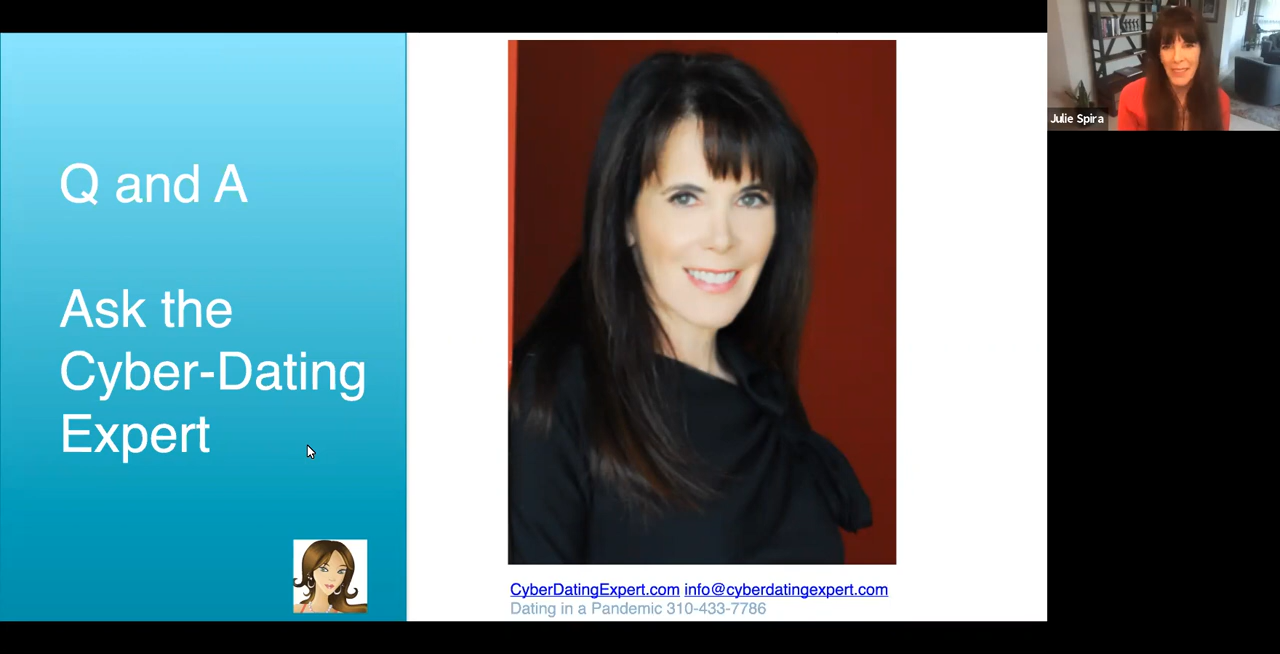 Q and A
Ask the
Cyber-Dating
Expert
CyberDatingExpert.com info@cyberdatingexpert.com
Dating in a Pandemic 310-433-7786
Julie Spira